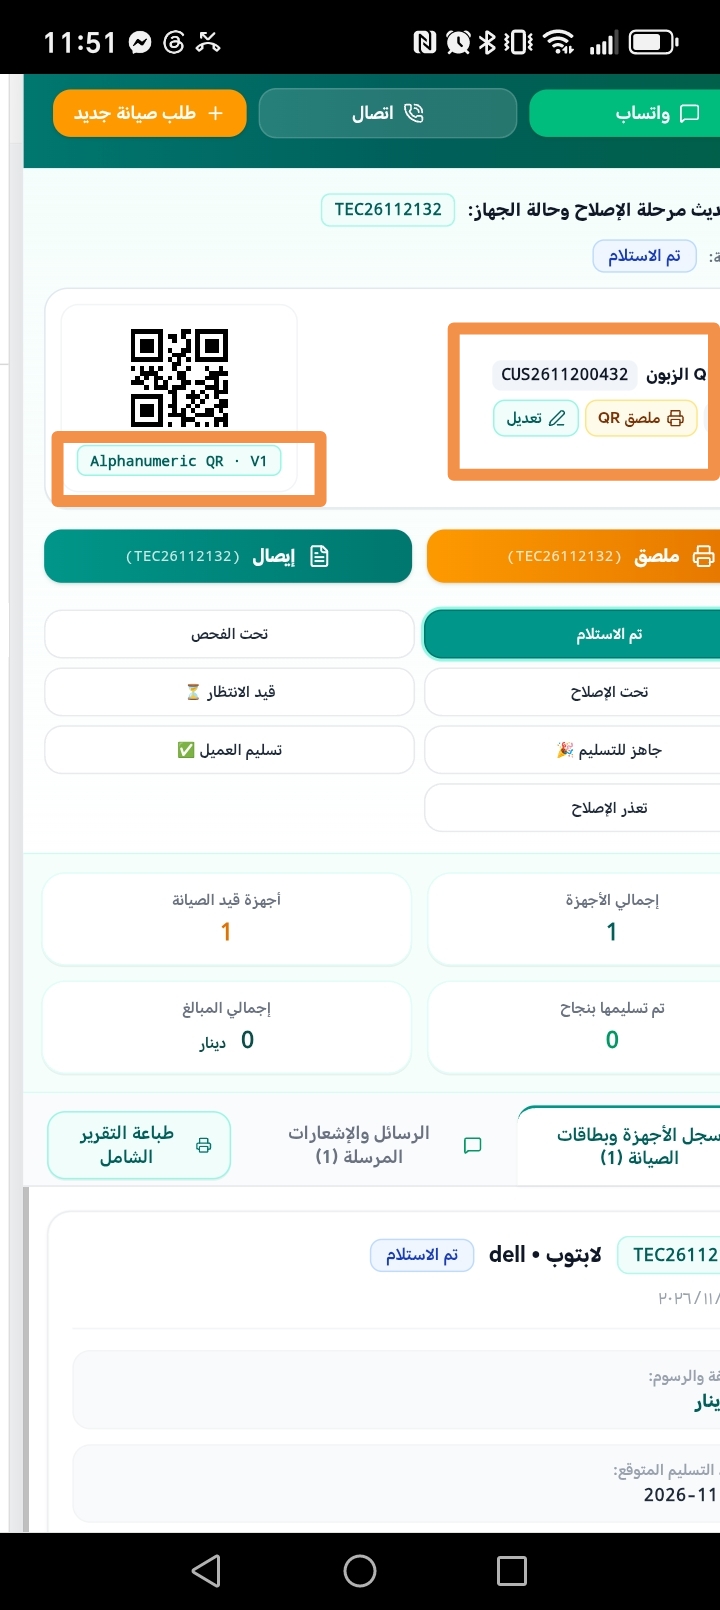 11:51
واتساب
اتصال
طلب صيانة جديد
مرحلة الإصلاح وحالة الجهاز: TEC26112132
تم الاستلام
الزبون CUS2611200432
ملصق QR
تعديل
Alphanumeric QR · V1
ملصق (TEC26112132)
إيصال (TEC26112132)
تم الاستلام
تحت الفحص
تحت الإصلاح
قيد الانتظار ⏳
جاهز للتسليم 🎉
تسليم العميل ✅
تعذر الإصلاح
إجمالي الأجهزة
1
أجهزة قيد الصيانة
1
تم تسليمها بنجاح
0
إجمالي المبالغ
0 دينار
سجل الأجهزة وبطاقات
الصيانة (1)
الرسائل والإشعارات
المرسلة (1)
طباعة التقرير
الشامل
TEC26112
لابتوب • dell
تم الاستلام
٢٠٢٦/١١/
والرسوم:
التسليم المتوقع:
2026-11